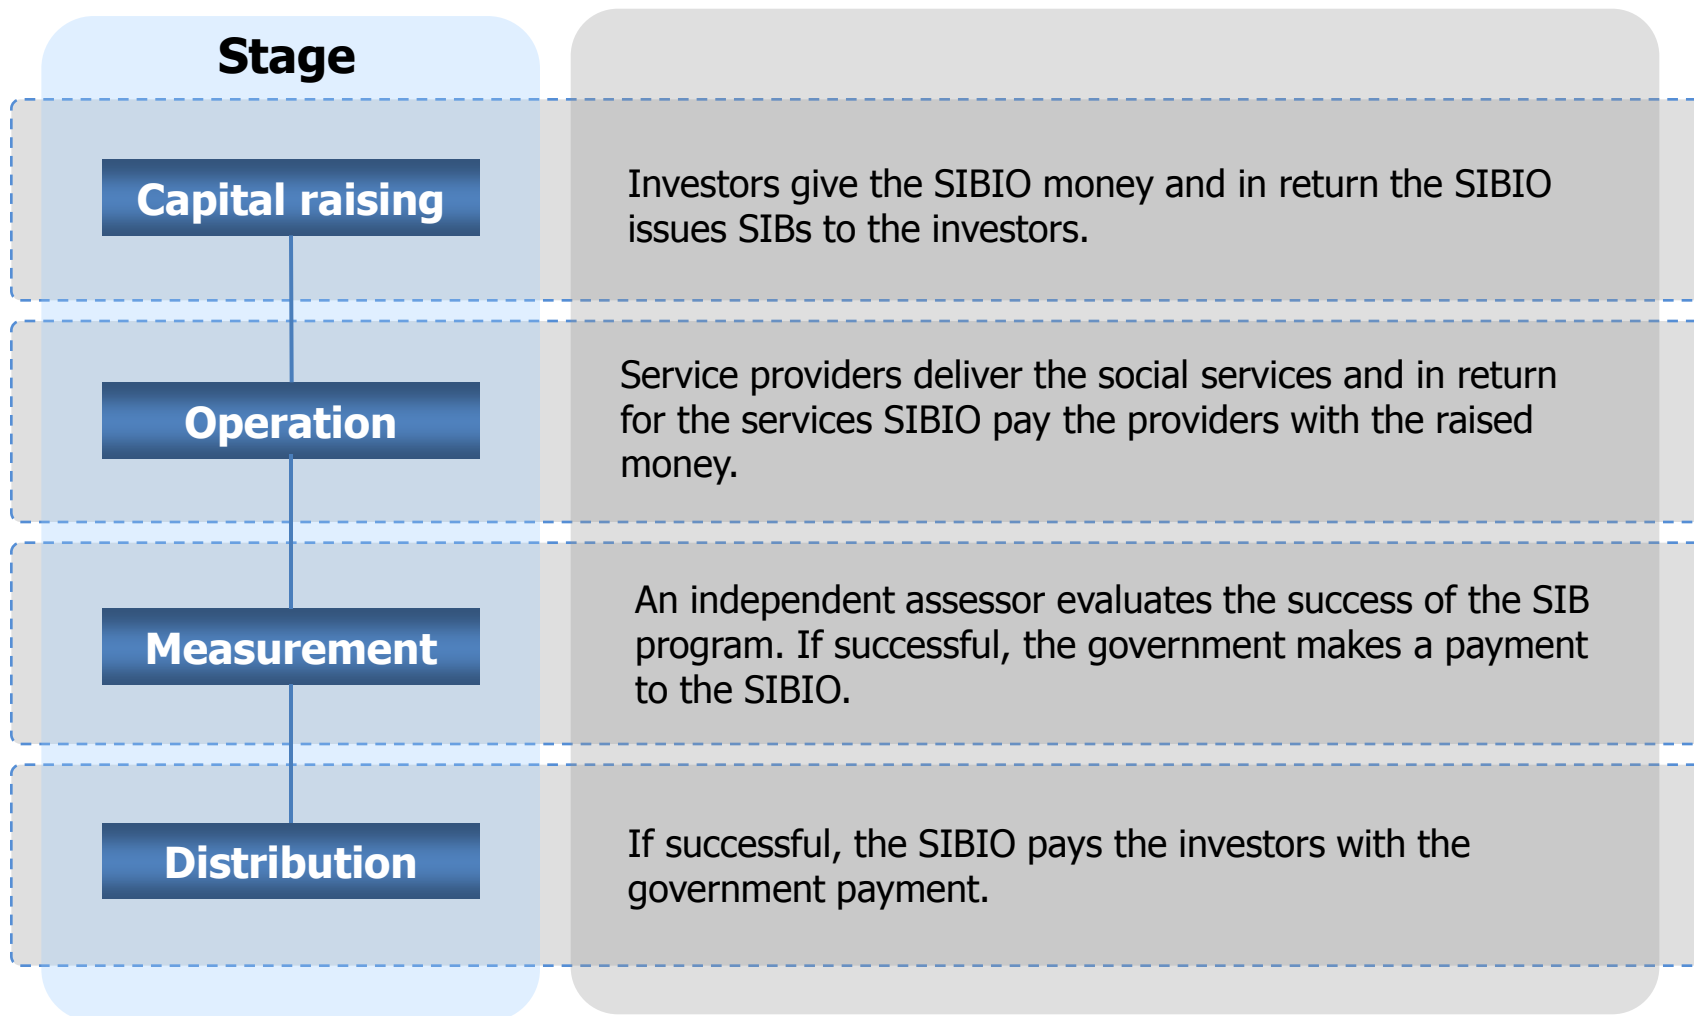 Stage
Capital raising
Investors give the SIBIO money and in return the SIBIO
issues SIBs to the investors.
Operation
Service providers deliver the social services and in return
for the services SIBIO pay the providers with the raised
money.
Measurement
An independent assessor evaluates the success of the SIB
program. If successful, the government makes a payment
to the SIBIO.
Distribution
If successful, the SIBIO pays the investors with the
government payment.